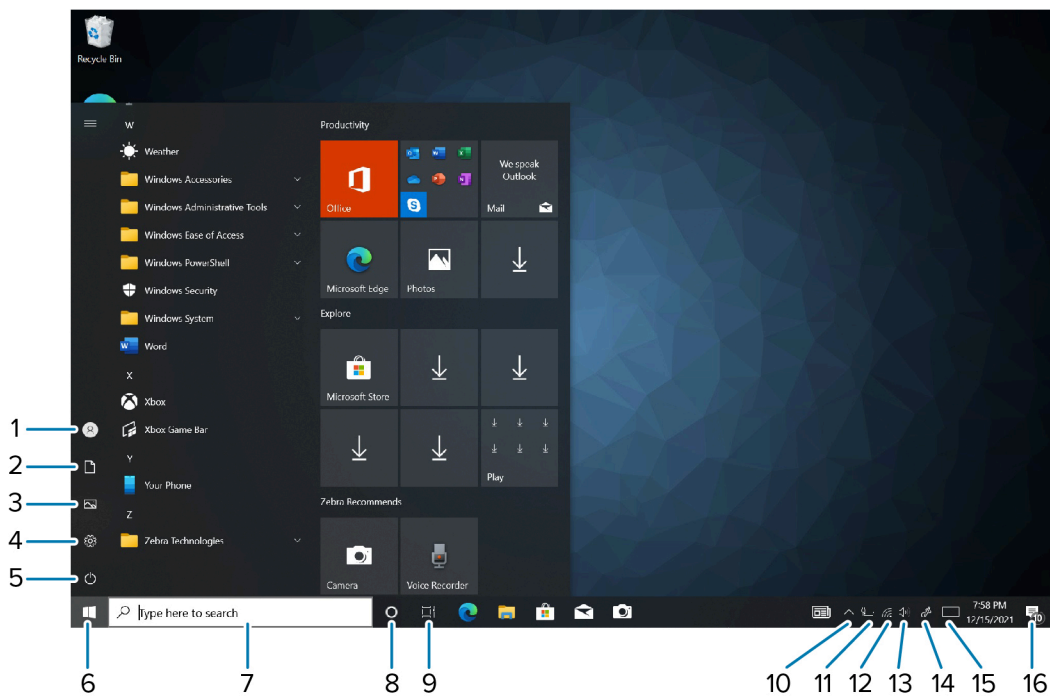 Recycle Bin
W
Weather
Windows Accessories
Windows Administrative Tools
Windows Ease of Access
Windows PowerShell
Windows Security
Windows System
Word
X
Xbox
Xbox Game Bar
Y
Your Phone
Z
Zebra Technologies
Productivity
Office
We speak
Outlook
Mail
Microsoft Edge
Photos
Explore
Microsoft Store
Play
Zebra Recommends
Camera
Voice Recorder
1
2
3
4
5
Type here to search
7:58 PM
12/15/2021
10
6
7
8
9
10
11
12
13
14
15
16